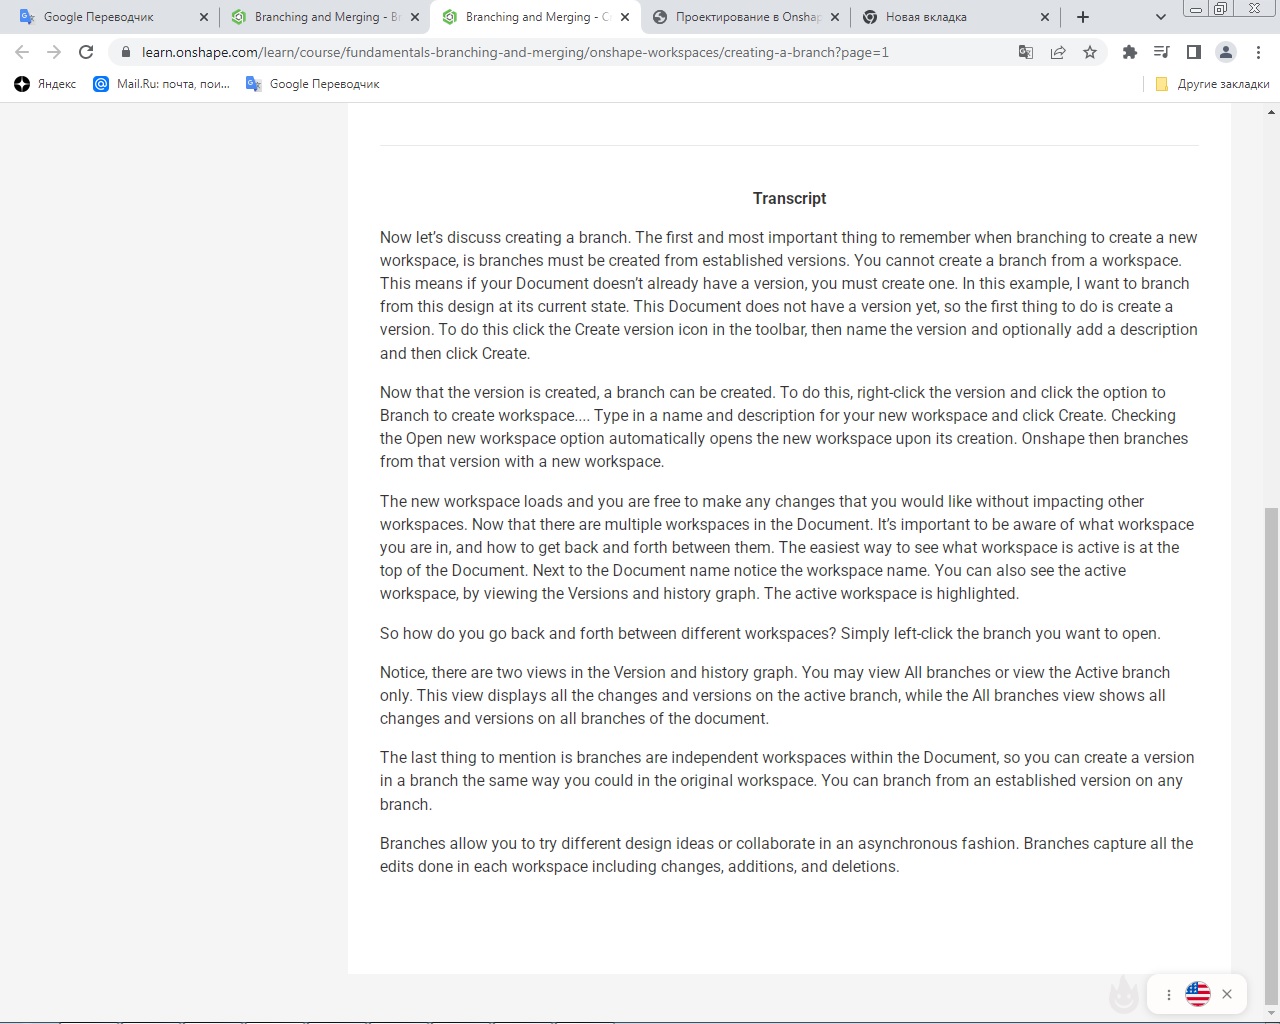 Google Переводчик
Branching and Merging - Br
Branching and Merging - C
Проектирование в Onshap
Новая вкладка
learn.onshape.com/learn/course/fundamentals-branching-and-merging/onshape-workspaces/creating-a-branch?page=1
Яндекс
Mail.Ru: почта, пои...
Google Переводчик
Другие закладки
Transcript
Now let’s discuss creating a branch. The first and most important thing to remember when branching to create a new
workspace, is branches must be created from established versions. You cannot create a branch from a workspace.
This means if your Document doesn’t already have a version, you must create one. In this example, I want to branch
from this design at its current state. This Document does not have a version yet, so the first thing to do is create a
version. To do this click the Create version icon in the toolbar, then name the version and optionally add a description
and then click Create.
Now that the version is created, a branch can be created. To do this, right-click the version and click the option to
Branch to create workspace.... Type in a name and description for your new workspace and click Create. Checking
the Open new workspace option automatically opens the new workspace upon its creation. Onshape then branches
from that version with a new workspace.
The new workspace loads and you are free to make any changes that you would like without impacting other
workspaces. Now that there are multiple workspaces in the Document. It’s important to be aware of what workspace
you are in, and how to get back and forth between them. The easiest way to see what workspace is active is at the
top of the Document. Next to the Document name notice the workspace name. You can also see the active
workspace, by viewing the Versions and history graph. The active workspace is highlighted.
So how do you go back and forth between different workspaces? Simply left-click the branch you want to open.
Notice, there are two views in the Version and history graph. You may view All branches or view the Active branch
only. This view displays all the changes and versions on the active branch, while the All branches view shows all
changes and versions on all branches of the document.
The last thing to mention is branches are independent workspaces within the Document, so you can create a version
in a branch the same way you could in the original workspace. You can branch from an established version on any
branch.
Branches allow you to try different design ideas or collaborate in an asynchronous fashion. Branches capture all the
edits done in each workspace including changes, additions, and deletions.